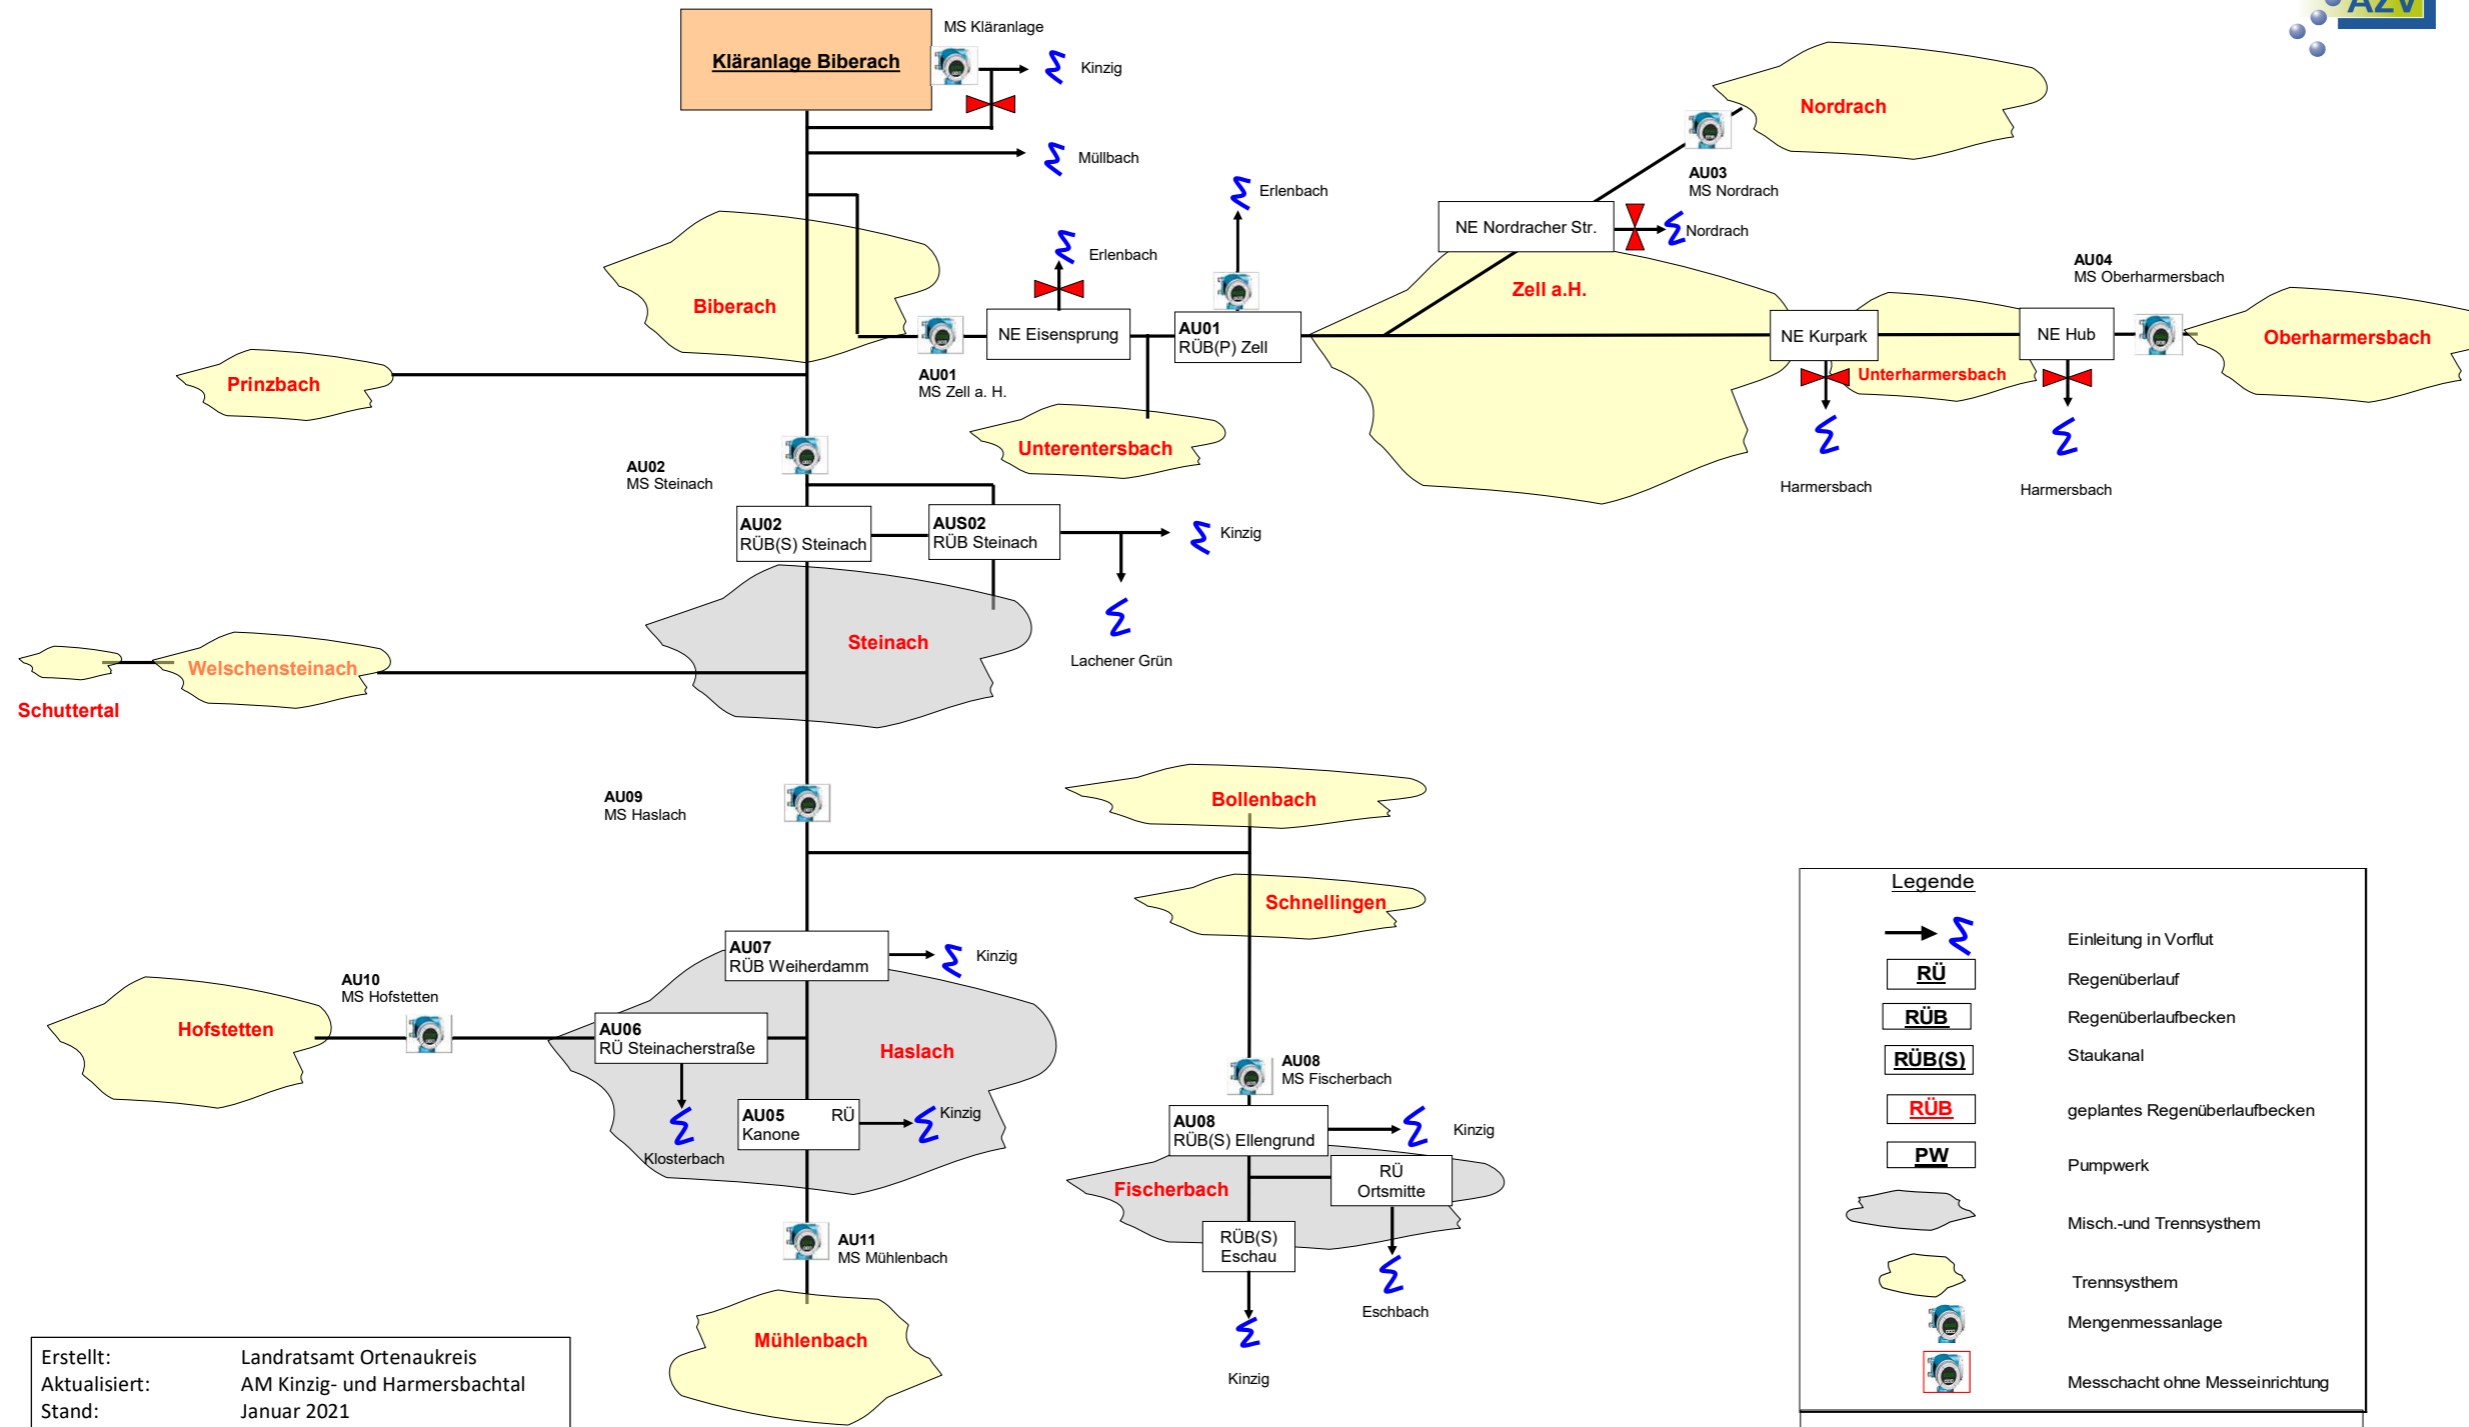 AZV
MS Kläranlage
Kläranlage Biberach
Kinzig
Müllbach
Nordrach
AU03
MS Nordrach
Erlenbach
Erlenbach
NE Nordracher Str.
Nordrach
AU04
MS Oberharmersbach
Biberach
Zell a.H.
NE Eisensprung
AU01
RÜB(P) Zell
NE Kurpark
NE Hub
Oberharmersbach
Prinzbach
AU01
MS Zell a. H.
Unterharmersbach
Unterentersbach
AU02
MS Steinach
Harmersbach
Harmersbach
AU02
RÜB(S) Steinach
AUS02
RÜB Steinach
Kinzig
Steinach
Lachener Grün
Welschensteinach
Schuttertal
AU09
MS Haslach
Bollenbach
Schnellingen
AU07
RÜB Weiherdamm
Kinzig
AU10
MS Hofstetten
Hofstetten
AU06
RÜ Steinacherstraße
Haslach
AU08
MS Fischerbach
AU05 RÜ
Kanone
Kinzig
Klosterbach
AU08
RÜB(S) Ellengrund
Kinzig
Fischerbach
RÜ
Ortsmitte
RÜB(S)
Eschau
AU11
MS Mühlenbach
Eschbach
Kinzig
Mühlenbach
Legende
Einleitung in Vorflut
RÜ Regenüberlauf
RÜB Regenüberlaufbecken
RÜB(S) Staukanal
RÜB geplantes Regenüberlaufbecken
PW Pumpwerk
Misch.-und Trennsysthem
Trennsysthem
Mengenmessanlage
Messchacht ohne Messeinrichtung
Erstellt: Landratsamt Ortenaukreis
Aktualisiert: AM Kinzig- und Harmersbachtal
Stand: Januar 2021